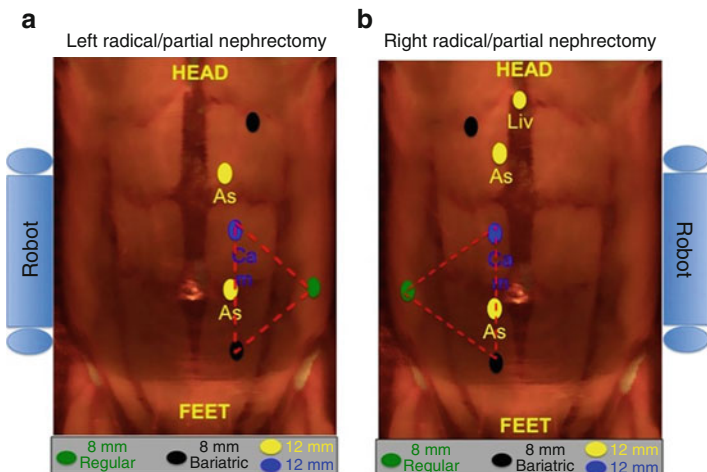 a
Left radical/partial nephrectomy
HEAD
As
Cam
As
FEET
Robot
8 mm Regular
8 mm Bariatric
12 mm
12 mm
b
Right radical/partial nephrectomy
HEAD
Liv
As
Cam
As
FEET
Robot
8 mm Regular
8 mm Bariatric
12 mm
12 mm